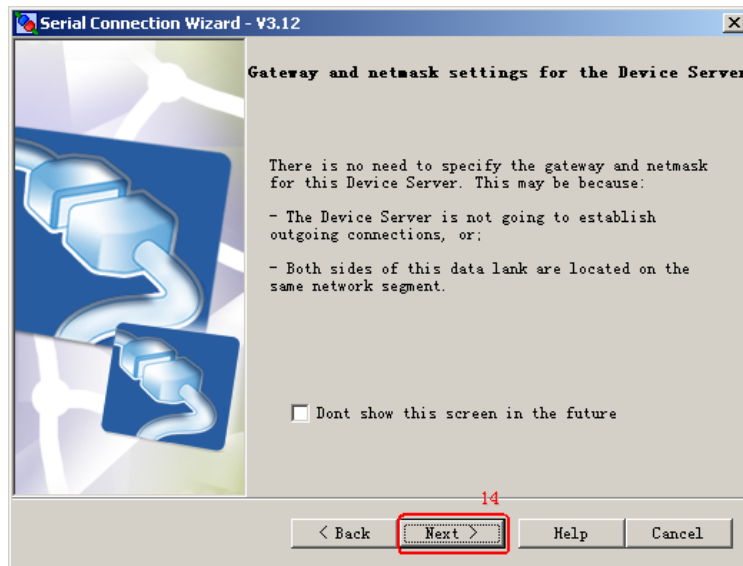 Serial Connection Wizard - V3.12
Gateway and netmask settings for the Device Server
There is no need to specify the gateway and netmask
for this Device Server. This may be because:
- The Device Server is not going to establish
outgoing connections, or;
- Both sides of this data lank are located on the
same network segment.
Dont show this screen in the future
14
< Back
Next >
Help
Cancel